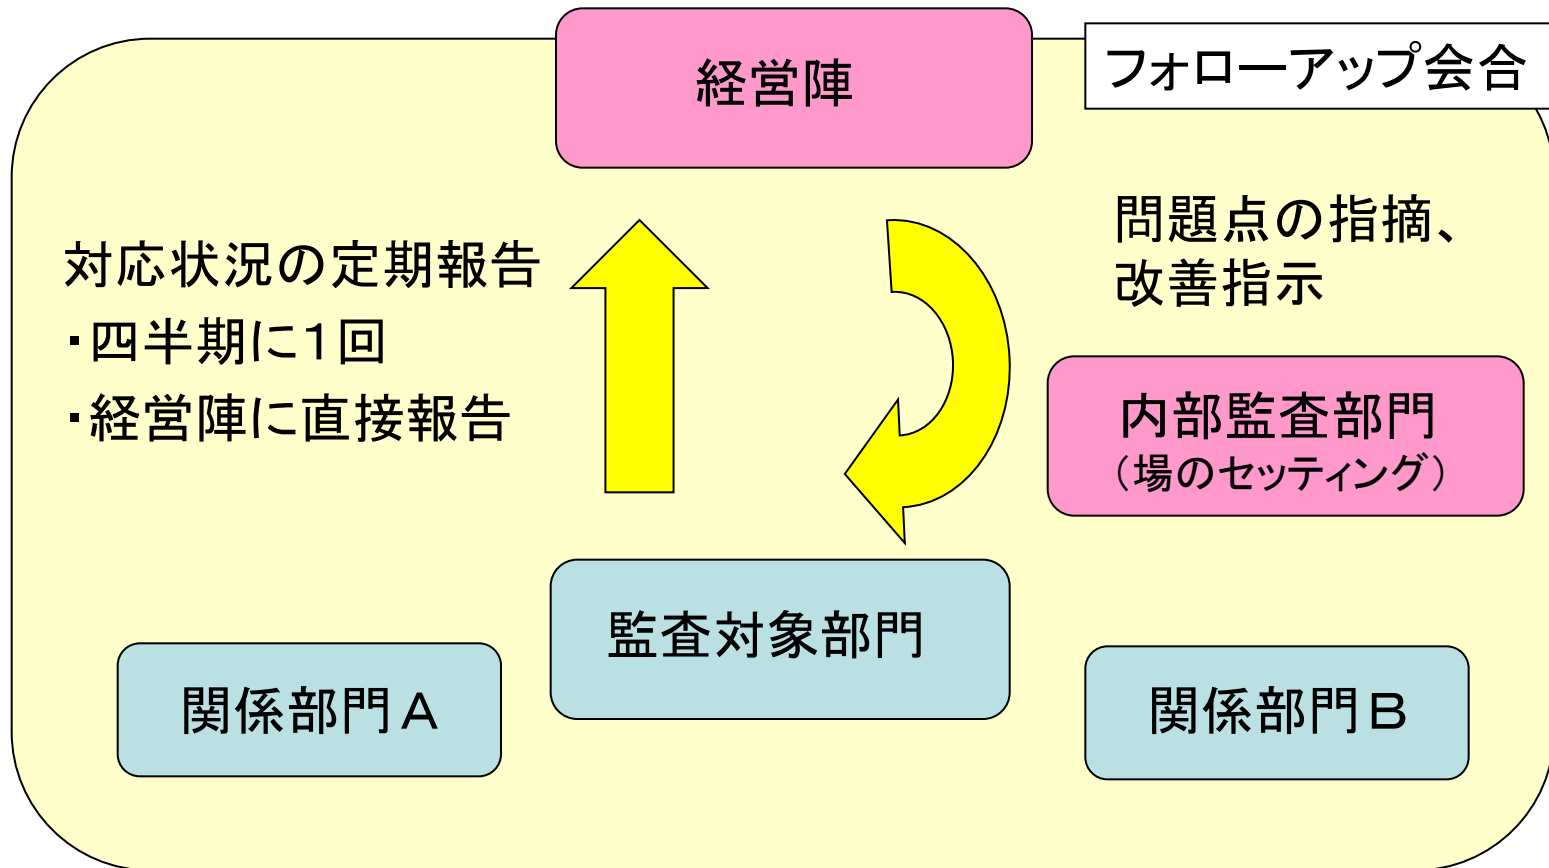 経営陣
フォローアップ会合
対応状況の定期報告
・四半期に１回
・経営陣に直接報告
問題点の指摘、
改善指示
内部監査部門
（場のセッティング）
監査対象部門
関係部門Ａ
関係部門Ｂ